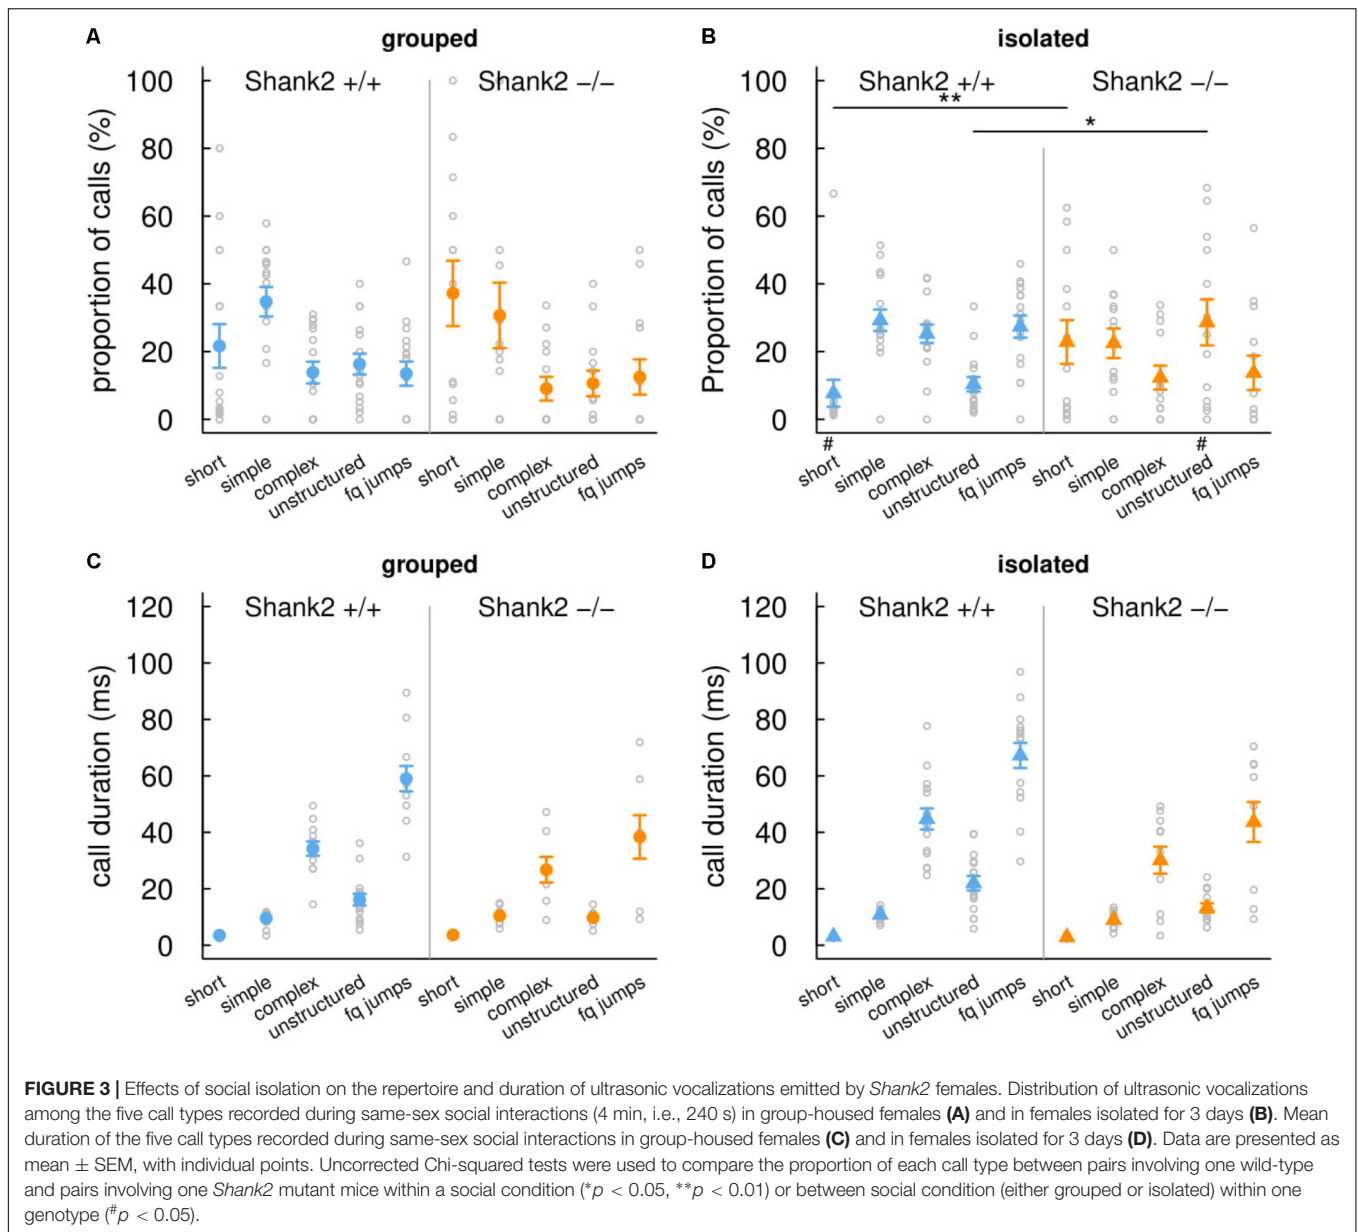 A
grouped
Shank2 +/+
Shank2 −/−
proportion of calls (%)
100
80
60
40
20
0
short
simple
complex
unstructured
fq jumps
short
simple
complex
unstructured
fq jumps
B
isolated
Shank2 +/+
Shank2 −/−
**
*
Proportion of calls (%)
100
80
60
40
20
0
#
#
short
simple
complex
unstructured
fq jumps
short
simple
complex
unstructured
fq jumps
C
grouped
Shank2 +/+
Shank2 −/−
call duration (ms)
120
100
80
60
40
20
0
short
simple
complex
unstructured
fq jumps
short
simple
complex
unstructured
fq jumps
D
isolated
Shank2 +/+
Shank2 −/−
call duration (ms)
120
100
80
60
40
20
0
short
simple
complex
unstructured
fq jumps
short
simple
complex
unstructured
fq jumps
FIGURE 3 | Effects of social isolation on the repertoire and duration of ultrasonic vocalizations emitted by Shank2 females. Distribution of ultrasonic vocalizations
among the five call types recorded during same-sex social interactions (4 min, i.e., 240 s) in group-housed females (A) and in females isolated for 3 days (B). Mean
duration of the five call types recorded during same-sex social interactions in group-housed females (C) and in females isolated for 3 days (D). Data are presented as
mean ± SEM, with individual points. Uncorrected Chi-squared tests were used to compare the proportion of each call type between pairs involving one wild-type
and pairs involving one Shank2 mutant mice within a social condition (*p < 0.05, **p < 0.01) or between social condition (either grouped or isolated) within one
genotype (#p < 0.05).